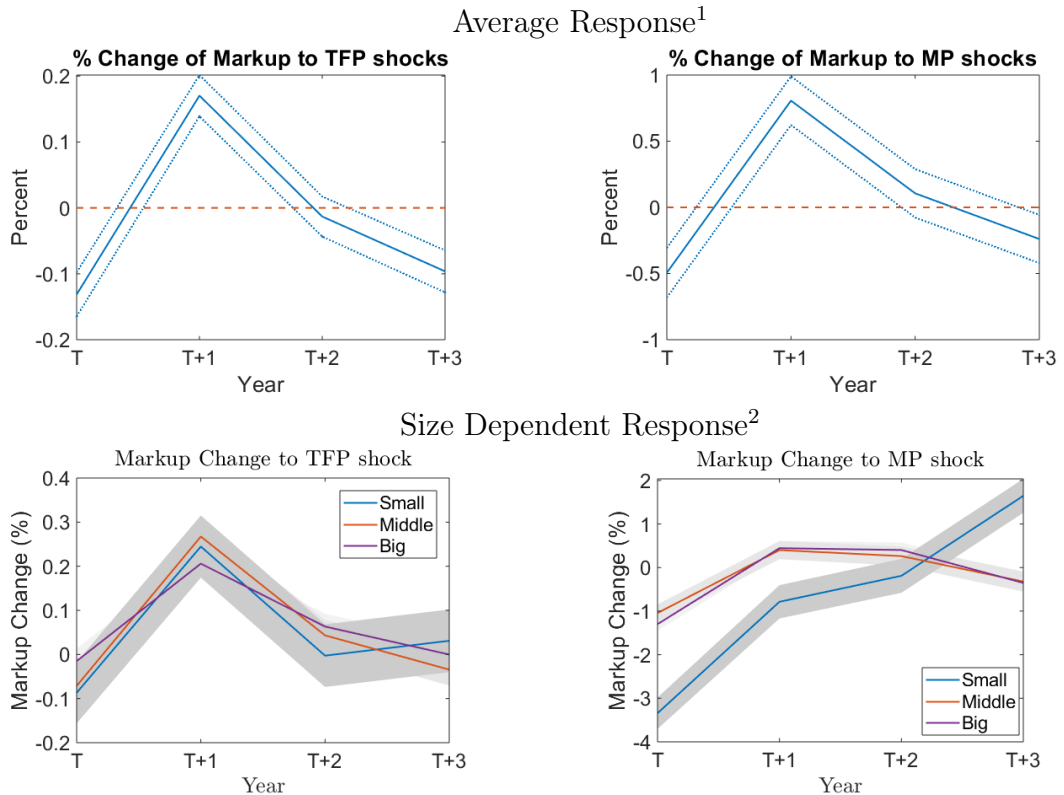 Average Response¹
% Change of Markup to TFP shocks
0.2
0.1
0
-0.1
-0.2
Percent
T T+1 T+2 T+3
Year
% Change of Markup to MP shocks
1
0.5
0
-0.5
-1
Percent
T T+1 T+2 T+3
Year
Size Dependent Response²
Markup Change to TFP shock
0.4
0.3
0.2
0.1
0
-0.1
-0.2
Markup Change (%)
Small
Middle
Big
T T+1 T+2 T+3
Year
Markup Change to MP shock
2
1
0
-1
-2
-3
-4
Markup Change (%)
Small
Middle
Big
T T+1 T+2 T+3
Year